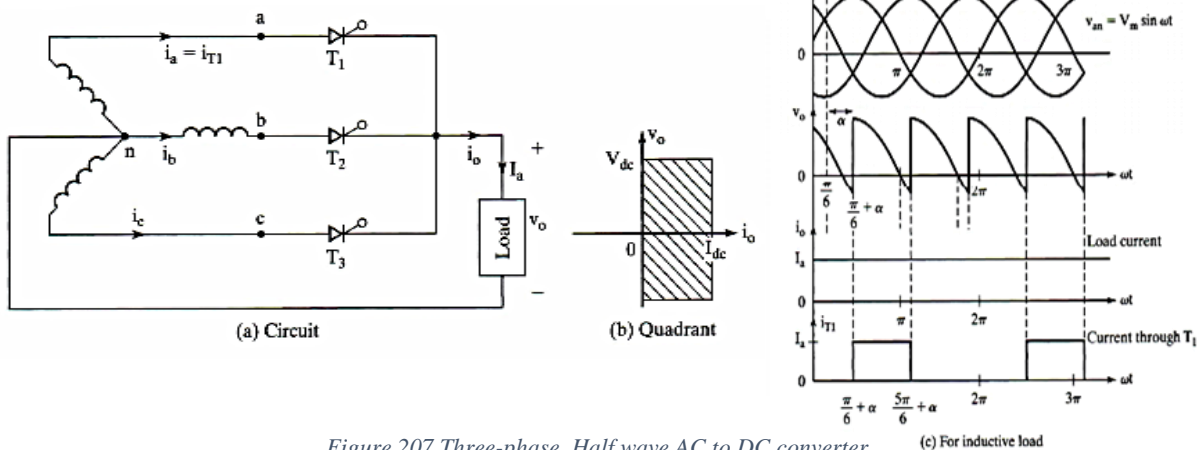 a
i_a = i_T1
T_1
b
n
i_b
T_2
i_o
I_a
+
v_o
−
Load
i_c
c
T_3
(a) Circuit
v_o
V_dc
0
I_dc
i_o
(b) Quadrant
v_an = V_m sin ωt
0
π
2π
3π
v_o
α
0
π/6
π/6 + α
2π
ωt
i_o
I_a
Load current
0
π
2π
ωt
i_T1
I_a
Current through T_1
0
π/6 + α
5π/6 + α
2π
3π
ωt
(c) For inductive load
Figure 207 Three-phase, Half wave AC to DC converter